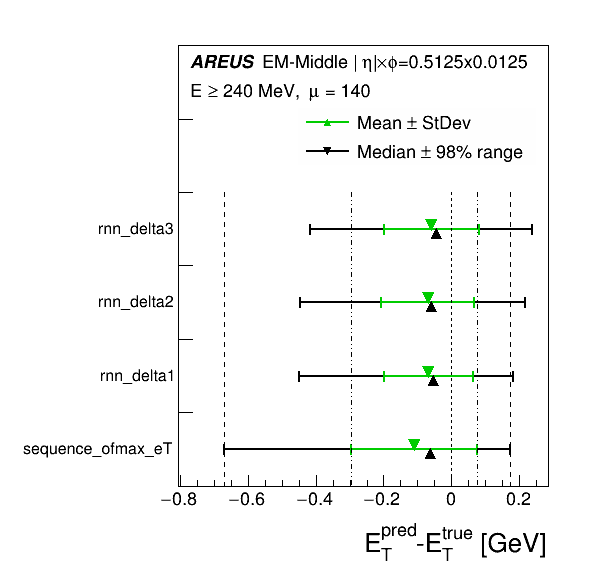 AREUS EM-Middle | η|×φ=0.5125x0.0125
E ≥ 240 MeV, μ = 140
Mean ± StDev
Median ± 98% range
rnn_delta3
rnn_delta2
rnn_delta1
sequence_ofmax_eT
−0.8 −0.6 −0.4 −0.2 0 0.2
E_T^pred-E_T^true [GeV]